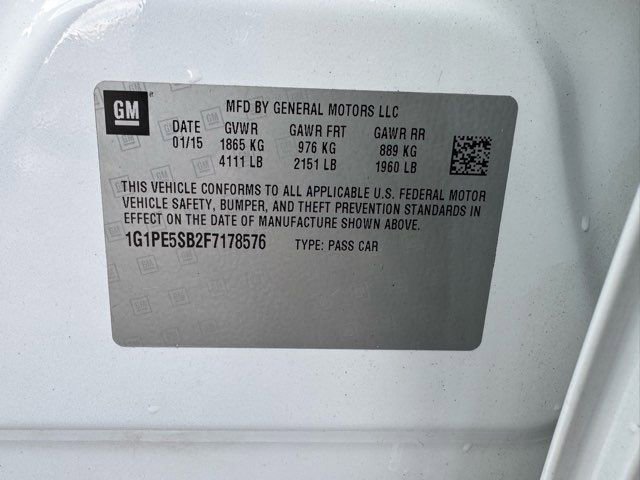 GM
MFD BY GENERAL MOTORS LLC
DATE GVWR GAWR FRT GAWR RR
01/15 1865 KG 976 KG 889 KG
4111 LB 2151 LB 1960 LB
THIS VEHICLE CONFORMS TO ALL APPLICABLE U.S. FEDERAL MOTOR
VEHICLE SAFETY, BUMPER, AND THEFT PREVENTION STANDARDS IN
EFFECT ON THE DATE OF MANUFACTURE SHOWN ABOVE.
1G1PE5SB2F7178576 TYPE: PASS CAR